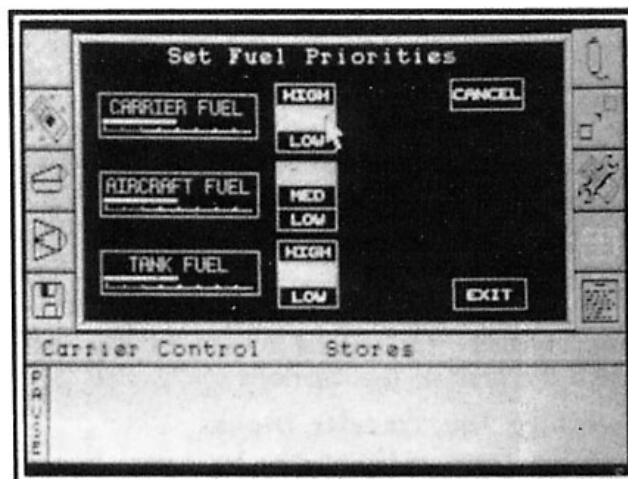 Set Fuel Priorities
CARRIER FUEL
HIGH
LOW
CANCEL
AIRCRAFT FUEL
MED
LOW
TANK FUEL
HIGH
LOW
EXIT
Carrier Control Stores